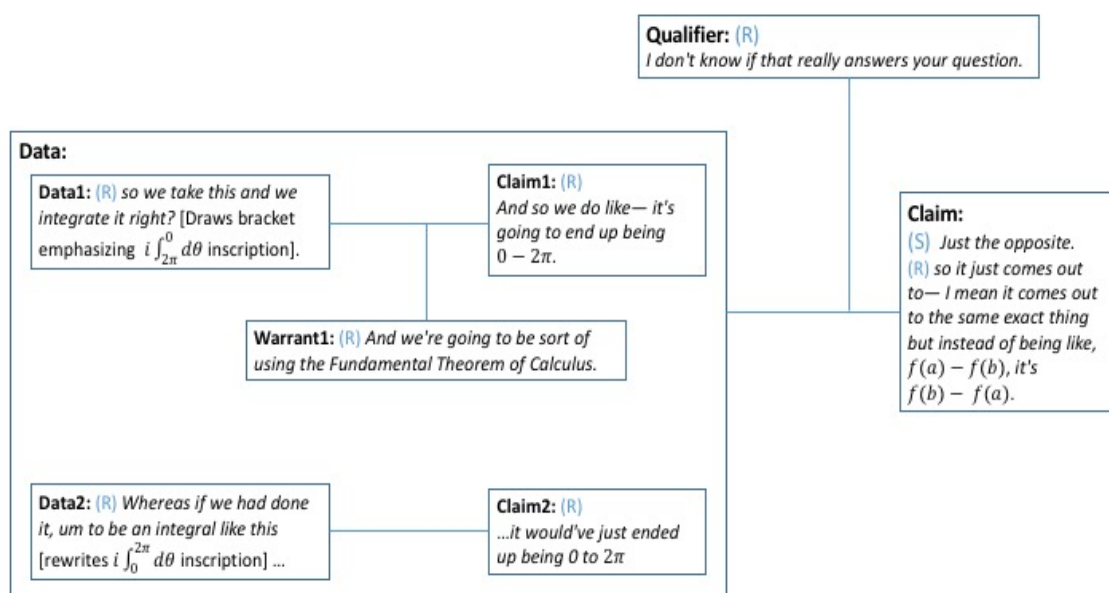 Qualifier: (R)
I don't know if that really answers your question.
Data:
Data1: (R) so we take this and we
integrate it right? [Draws bracket
emphasizing i ∫_{2π}^{0} dθ inscription].
Claim1: (R)
And so we do like— it's
going to end up being
0 − 2π.
Warrant1: (R) And we're going to be sort of
using the Fundamental Theorem of Calculus.
Claim:
(S) Just the opposite.
(R) so it just comes out
to— I mean it comes out
to the same exact thing
but instead of being like,
f(a) − f(b), it's
f(b) − f(a).
Data2: (R) Whereas if we had done
it, um to be an integral like this
[rewrites i ∫_{0}^{2π} dθ inscription] ...
Claim2: (R)
...it would've just ended
up being 0 to 2π